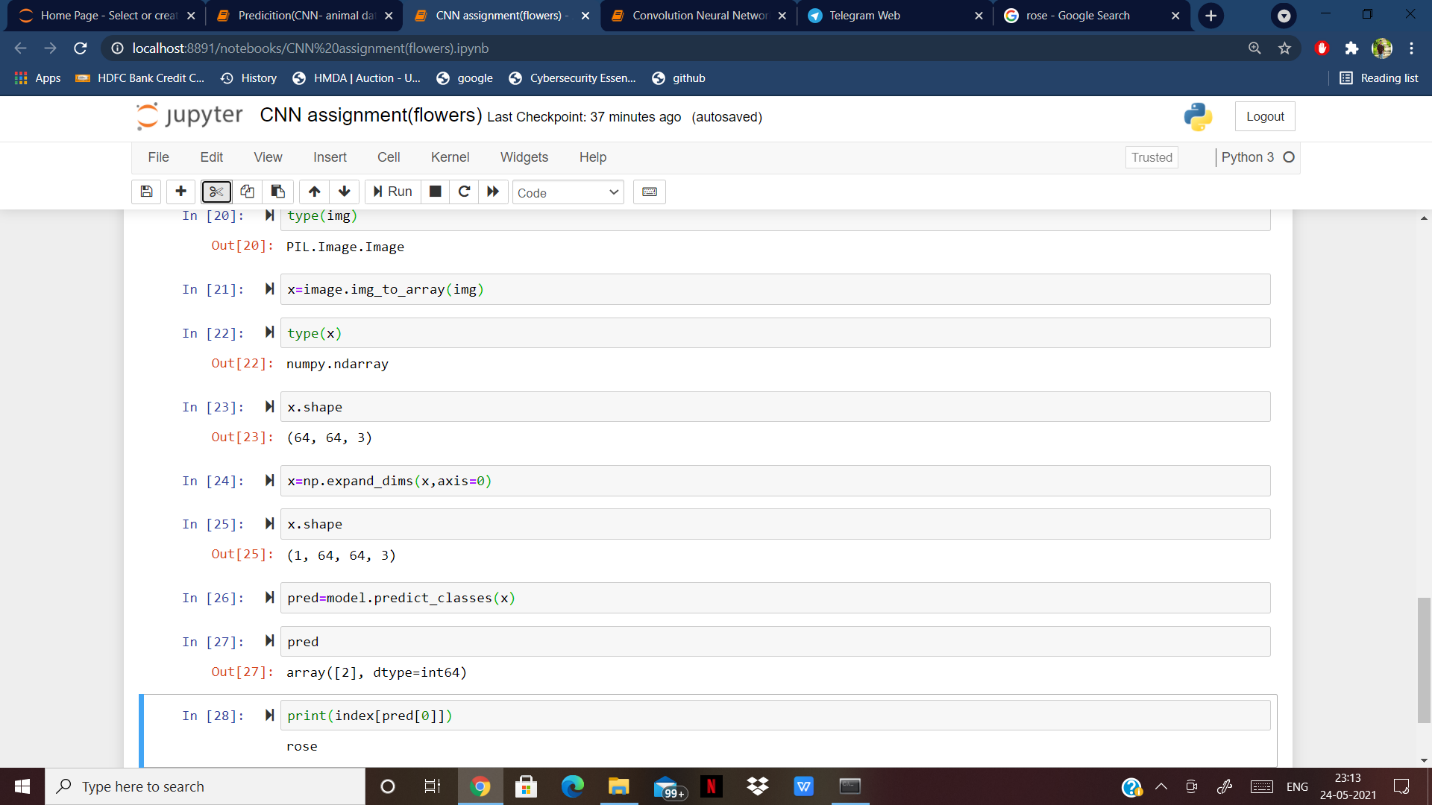 Home Page - Select or creat
Predicition(CNN- animal da
CNN assignment(flowers) -
Convolution Neural Networ
Telegram Web
rose - Google Search
localhost:8891/notebooks/CNN%20assignment(flowers).ipynb
Apps
HDFC Bank Credit C...
History
HMDA | Auction - U...
google
Cybersecurity Essen...
github
Reading list
jupyter
CNN assignment(flowers) Last Checkpoint: 37 minutes ago (autosaved)
Logout
File Edit View Insert Cell Kernel Widgets Help
Trusted
Python 3
Run
Code
In [20]: type(img)
Out[20]: PIL.Image.Image
In [21]: x=image.img_to_array(img)
In [22]: type(x)
Out[22]: numpy.ndarray
In [23]: x.shape
Out[23]: (64, 64, 3)
In [24]: x=np.expand_dims(x,axis=0)
In [25]: x.shape
Out[25]: (1, 64, 64, 3)
In [26]: pred=model.predict_classes(x)
In [27]: pred
Out[27]: array([2], dtype=int64)
In [28]: print(index[pred[0]])
rose
Type here to search
99+
ENG
23:13
24-05-2021